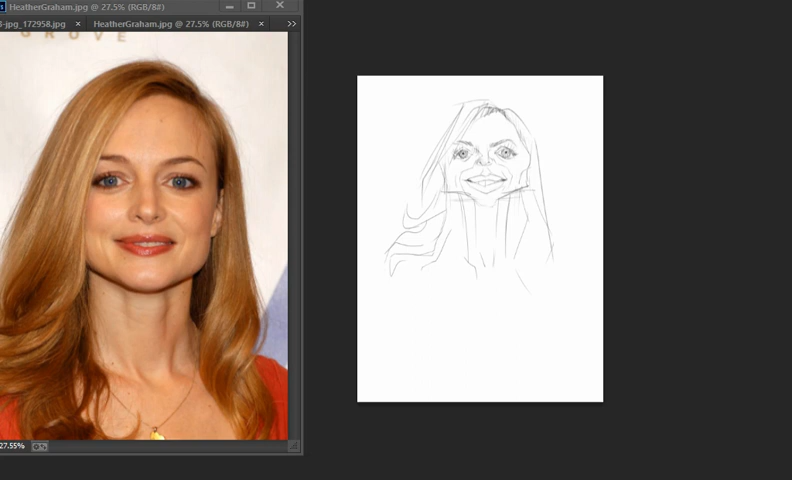 HeatherGraham.jpg @ 27.5% (RGB/8#)
-jpg_172958.jpg × HeatherGraham.jpg @ 27.5% (RGB/8#) × »
GROVE
27.55%